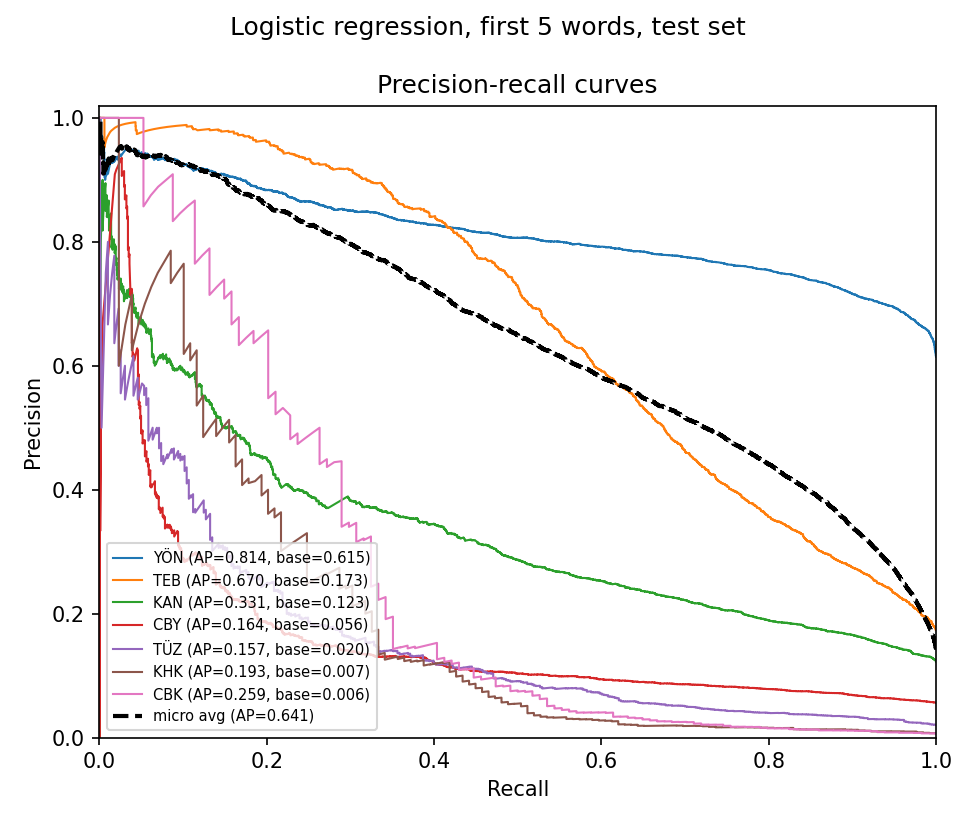 Logistic regression, first 5 words, test set
Precision-recall curves
Precision
1.0
0.8
0.6
0.4
0.2
0.0
YÖN (AP=0.814, base=0.615)
TEB (AP=0.670, base=0.173)
KAN (AP=0.331, base=0.123)
CBY (AP=0.164, base=0.056)
TÜZ (AP=0.157, base=0.020)
KHK (AP=0.193, base=0.007)
CBK (AP=0.259, base=0.006)
micro avg (AP=0.641)
0.0 0.2 0.4 0.6 0.8 1.0
Recall